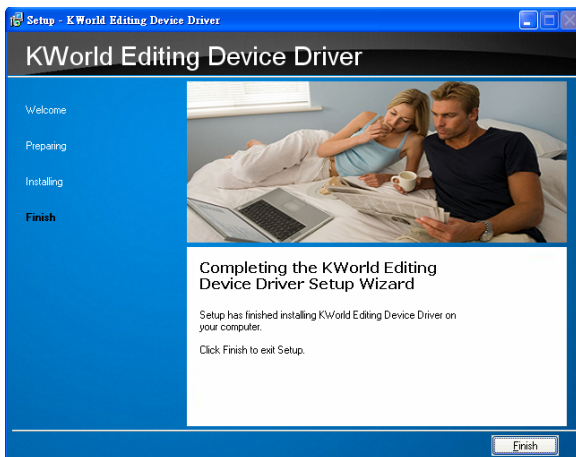 Setup - KWorld Editing Device Driver
KWorld Editing Device Driver
Welcome
Preparing
Installing
Finish
Completing the KWorld Editing
Device Driver Setup Wizard
Setup has finished installing KWorld Editing Device Driver on
your computer.
Click Finish to exit Setup.
Finish